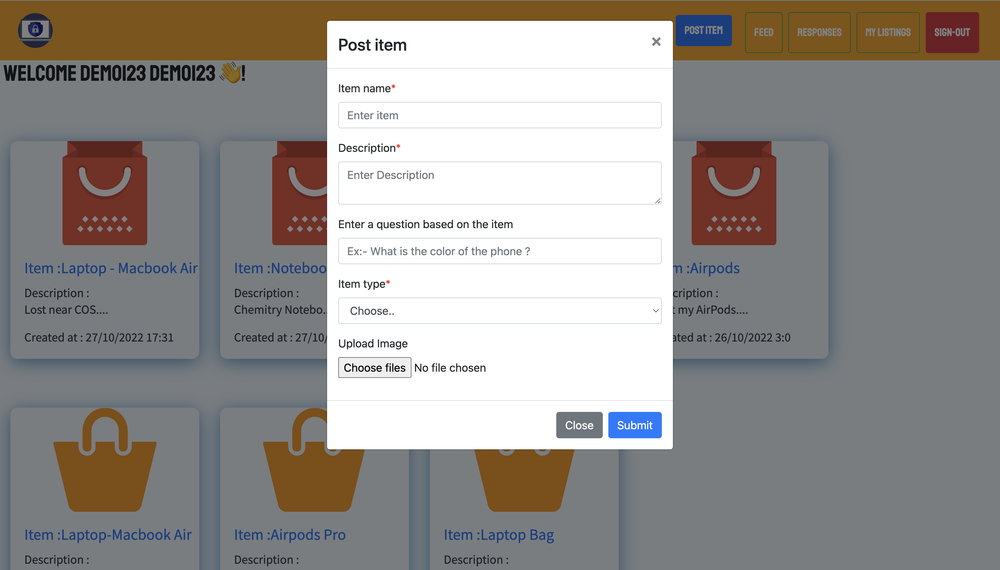 POST ITEM
FEED
RESPONSES
MY LISTINGS
SIGN-OUT
WELCOME DEMO123 DEMO123 👋!
Post item
×
Item name*
Enter item
Description*
Enter Description
Enter a question based on the item
Ex:- What is the color of the phone ?
Item type*
Choose..
Upload Image
Choose files No file chosen
Close
Submit
Item :Laptop - Macbook Air
Description :
Lost near COS....
Created at : 27/10/2022 17:31
Item :Noteboo
Description :
Chemitry Notebo..
Created at : 27/10/
m :Airpods
cription :
t my AirPods....
ated at : 26/10/2022 3:0
Item :Laptop-Macbook Air
Description :
Item :Airpods Pro
Description :
Item :Laptop Bag
Description :